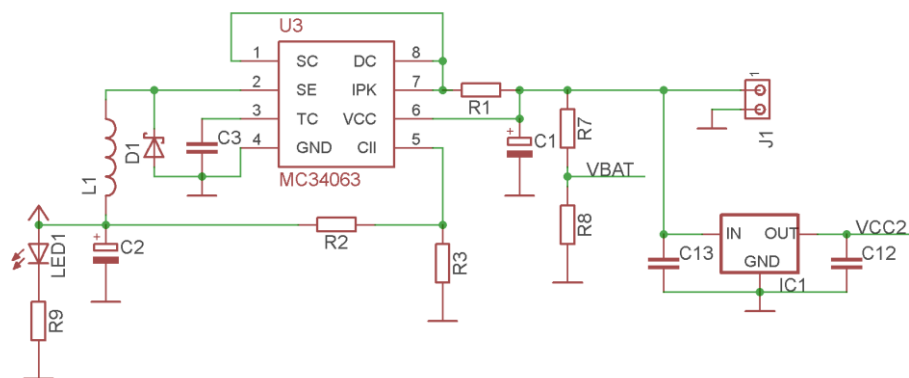 U3
1 SC DC 8
2 SE IPK 7
3 TC VCC 6
4 GND CII 5
MC34063
R1
C3
D1
L1
C1
R7
VBAT
R8
1
J1
IN OUT
GND
IC1
VCC2
C13
C12
C2
R2
R3
LED1
R9
+
+